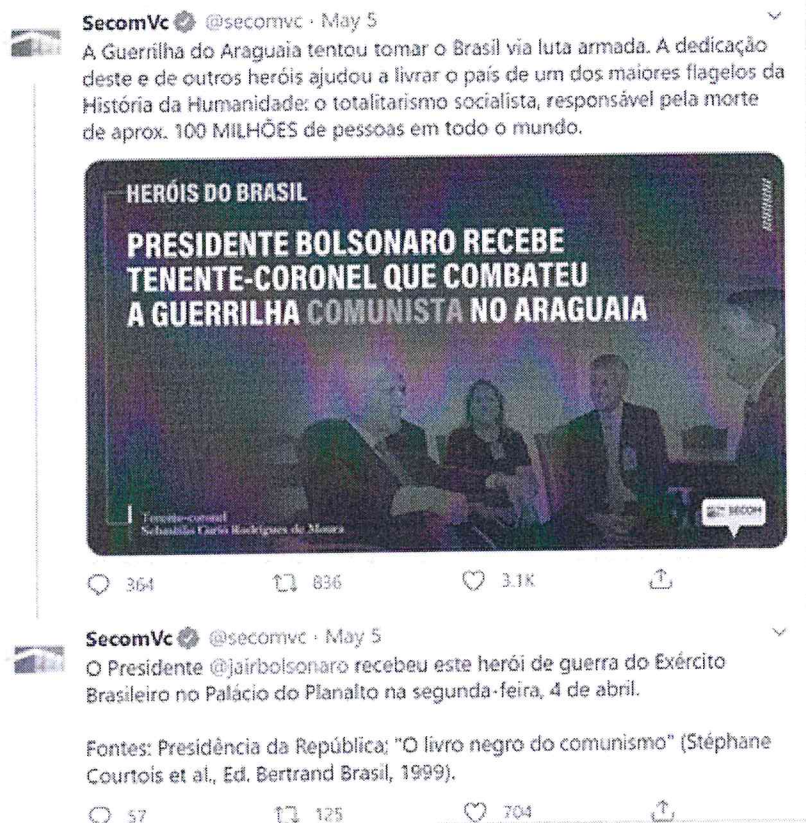 SecomVc @secomvc · May 5
A Guerrilha do Araguaia tentou tomar o Brasil via luta armada. A dedicação
deste e de outros heróis ajudou a livrar o país de um dos maiores flagelos da
História da Humanidade: o totalitarismo socialista, responsável pela morte
de aprox. 100 MILHÕES de pessoas em todo o mundo.
HERÓIS DO BRASIL
PRESIDENTE BOLSONARO RECEBE
TENENTE-CORONEL QUE COMBATEU
A GUERRILHA COMUNISTA NO ARAGUAIA
Tenente-coronel
Sebastião Curió Rodrigues de Moura
SECOM
364 836 3.1K
SecomVc @secomvc · May 5
O Presidente @jairbolsonaro recebeu este herói de guerra do Exército
Brasileiro no Palácio do Planalto na segunda-feira, 4 de abril.
Fontes: Presidência da República; "O livro negro do comunismo" (Stéphane
Courtois et al., Ed. Bertrand Brasil, 1999).
57 125 704